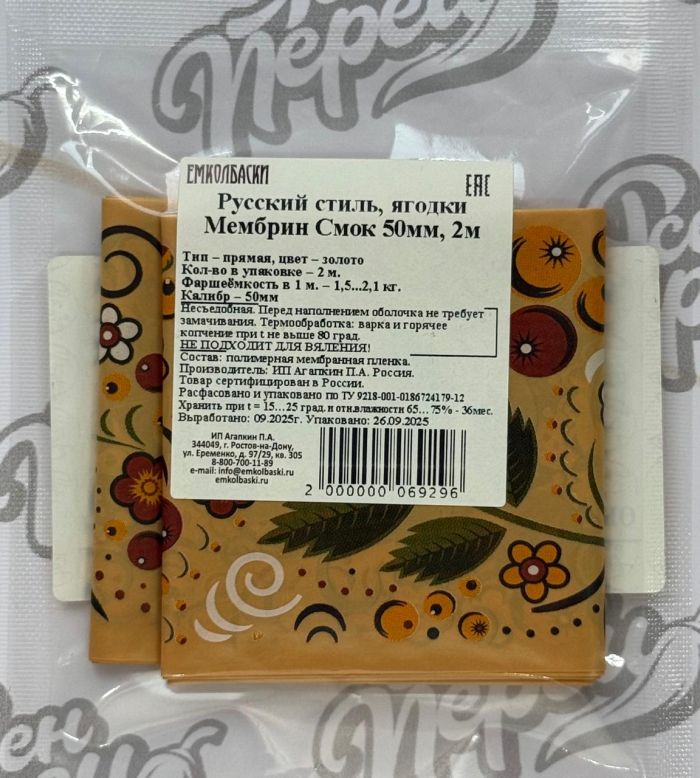 Перец
ЕМКОЛБАСКИ
EAC
Русский стиль, ягодки
Мембрин Смок 50мм, 2м
Тип – прямая, цвет – золото
Кол-во в упаковке – 2 м.
Фаршеёмкость в 1 м. – 1,5...2,1 кг.
Калибр – 50мм
Несъедобная. Перед наполнением оболочка не требует
замачивания. Термообработка: варка и горячее
копчение при t не выше 80 град.
НЕ ПОДХОДИТ ДЛЯ ВЯЛЕНИЯ!
Состав: полимерная мембранная пленка.
Производитель: ИП Агапкин П.А. Россия.
Товар сертифицирован в России.
Расфасовано и упаковано по ТУ 9218-001-0186724179-12
Хранить при t = 15...25 град. и отн.влажности 65...75% - 36мес.
Выработано: 09.2025г. Упаковано: 26.09.2025
ИП Агапкин П.А.
344049, г. Ростов-на-Дону,
ул. Еременко, д. 97/29, кв. 305
8-800-700-11-89
e-mail: info@emkolbaski.ru
emkolbaski.ru
2 000000 069296